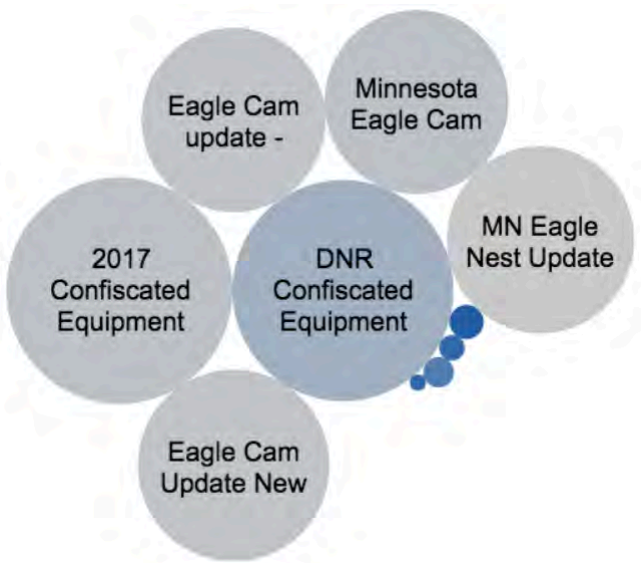 Minnesota
Eagle Cam
Eagle Cam
update -
MN Eagle
Nest Update
2017
Confiscated
Equipment
DNR
Confiscated
Equipment
Eagle Cam
Update New